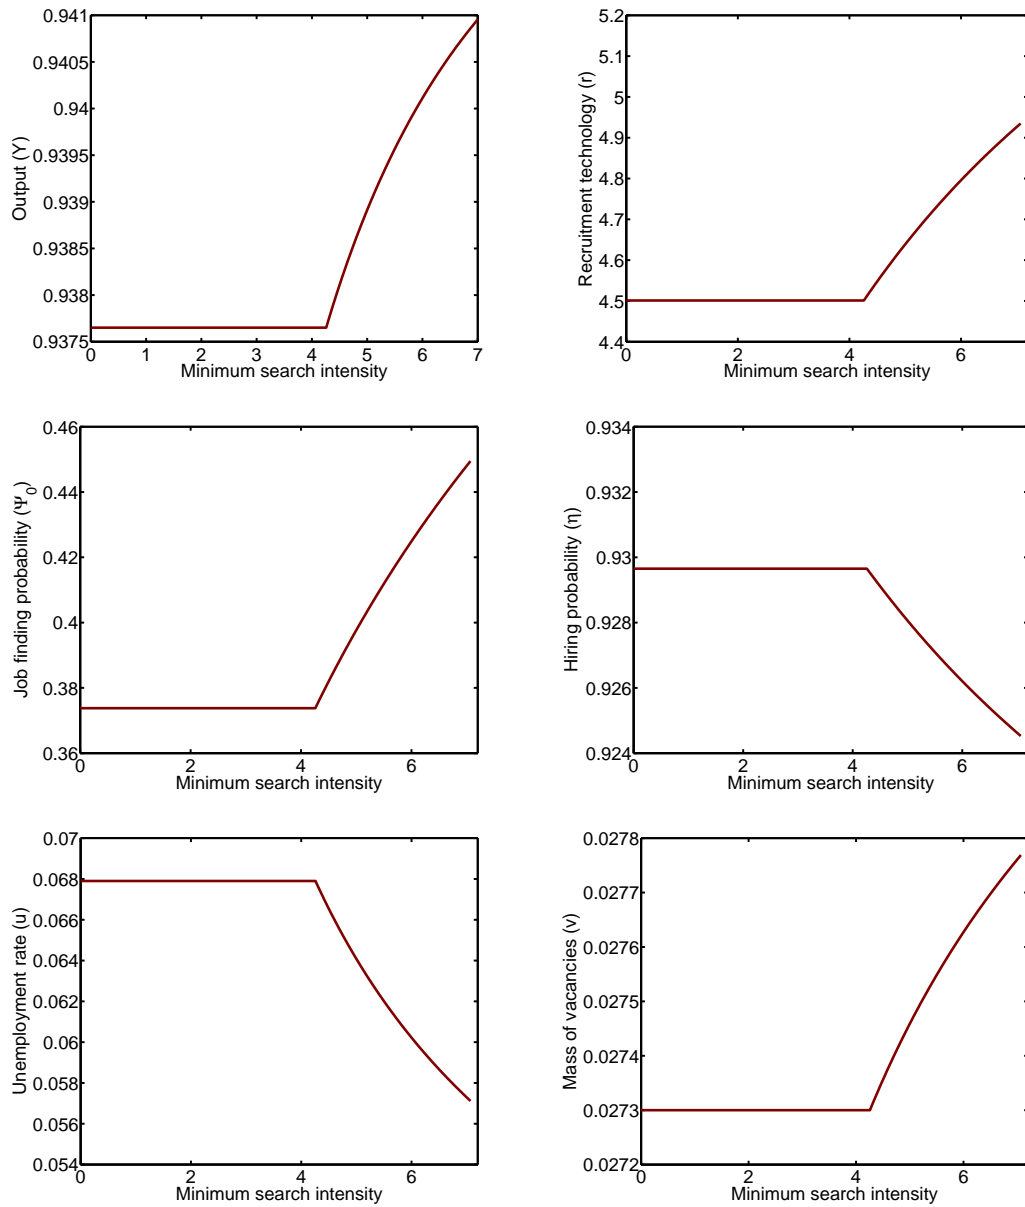 0.941
0.9405
0.94
0.9395
0.939
0.9385
0.938
0.9375
Output (Y)
0 1 2 3 4 5 6 7
Minimum search intensity
5.2
5.1
5
4.9
4.8
4.7
4.6
4.5
4.4
Recruitment technology (r)
0 2 4 6
Minimum search intensity
0.46
0.44
0.42
0.4
0.38
0.36
Job finding probability (Ψ_0)
0 2 4 6
Minimum search intensity
0.934
0.932
0.93
0.928
0.926
0.924
Hiring probability (η)
0 2 4 6
Minimum search intensity
0.07
0.068
0.066
0.064
0.062
0.06
0.058
0.056
0.054
Unemployment rate (u)
0 2 4 6
Minimum search intensity
0.0278
0.0277
0.0276
0.0275
0.0274
0.0273
0.0272
Mass of vacancies (v)
0 2 4 6
Minimum search intensity